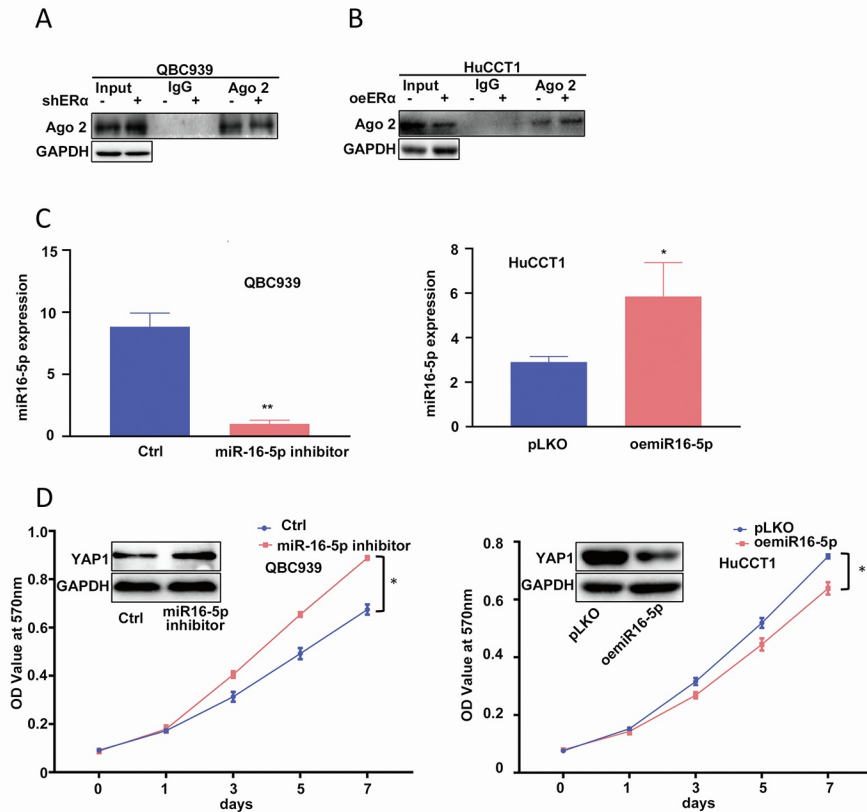 A
QBC939
Input IgG Ago 2
shERα - + - + - +
Ago 2
GAPDH
B
HuCCT1
Input IgG Ago 2
oeERα - + - + - +
Ago 2
GAPDH
C
miR16-5p expression
15
10
5
0
QBC939
**
Ctrl miR-16-5p inhibitor
miR16-5p expression
8
6
4
2
0
HuCCT1
*
pLKO oemiR16-5p
D
OD Value at 570nm
1.0
0.8
0.6
0.4
0.2
0
YAP1
GAPDH
Ctrl miR16-5p
inhibitor
Ctrl
miR-16-5p inhibitor
QBC939
*
0 1 3 5 7
days
OD Value at 570nm
0.8
0.6
0.4
0.2
0
YAP1
GAPDH
pLKO oemiR16-5p
pLKO
oemiR16-5p
HuCCT1
*
0 1 3 5 7
days